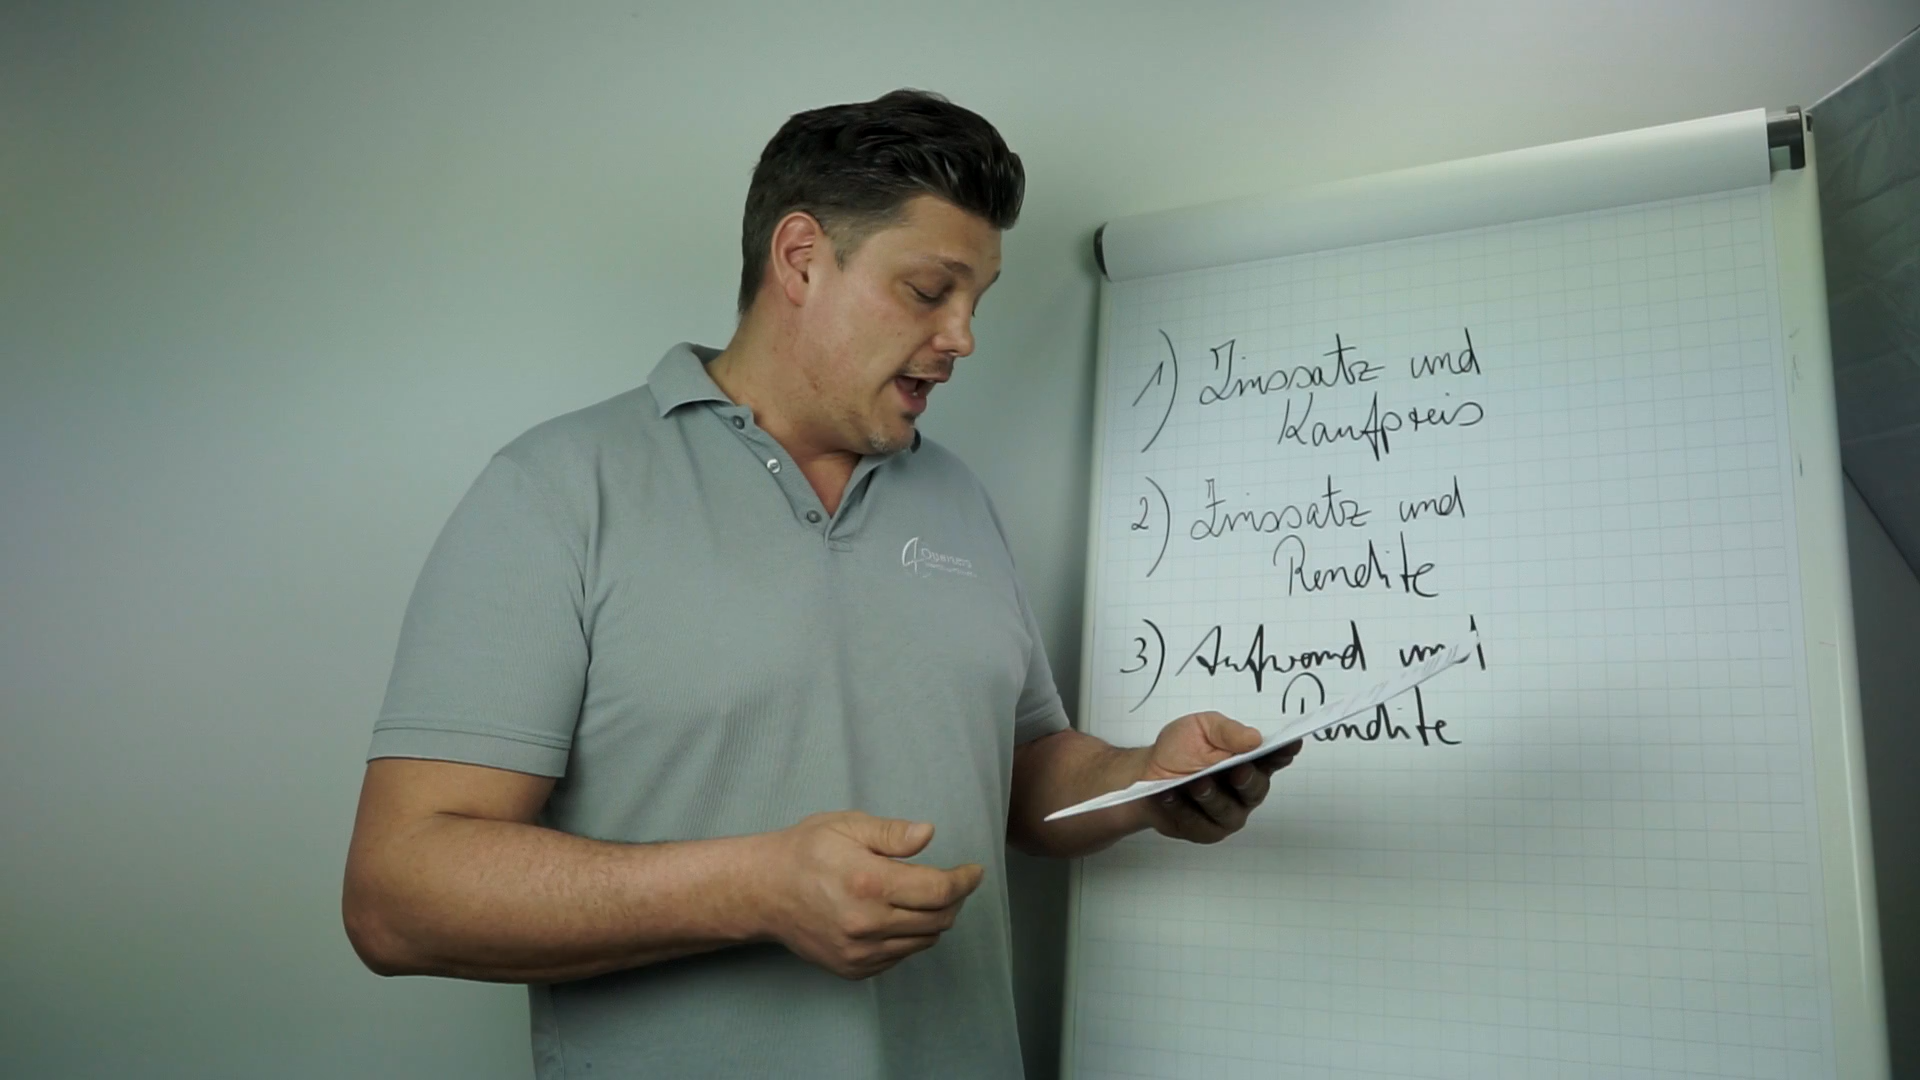 1) Zinssatz und
Kaufpreis
2) Zinssatz und
Rendite
3) Aufwand und
Rendite